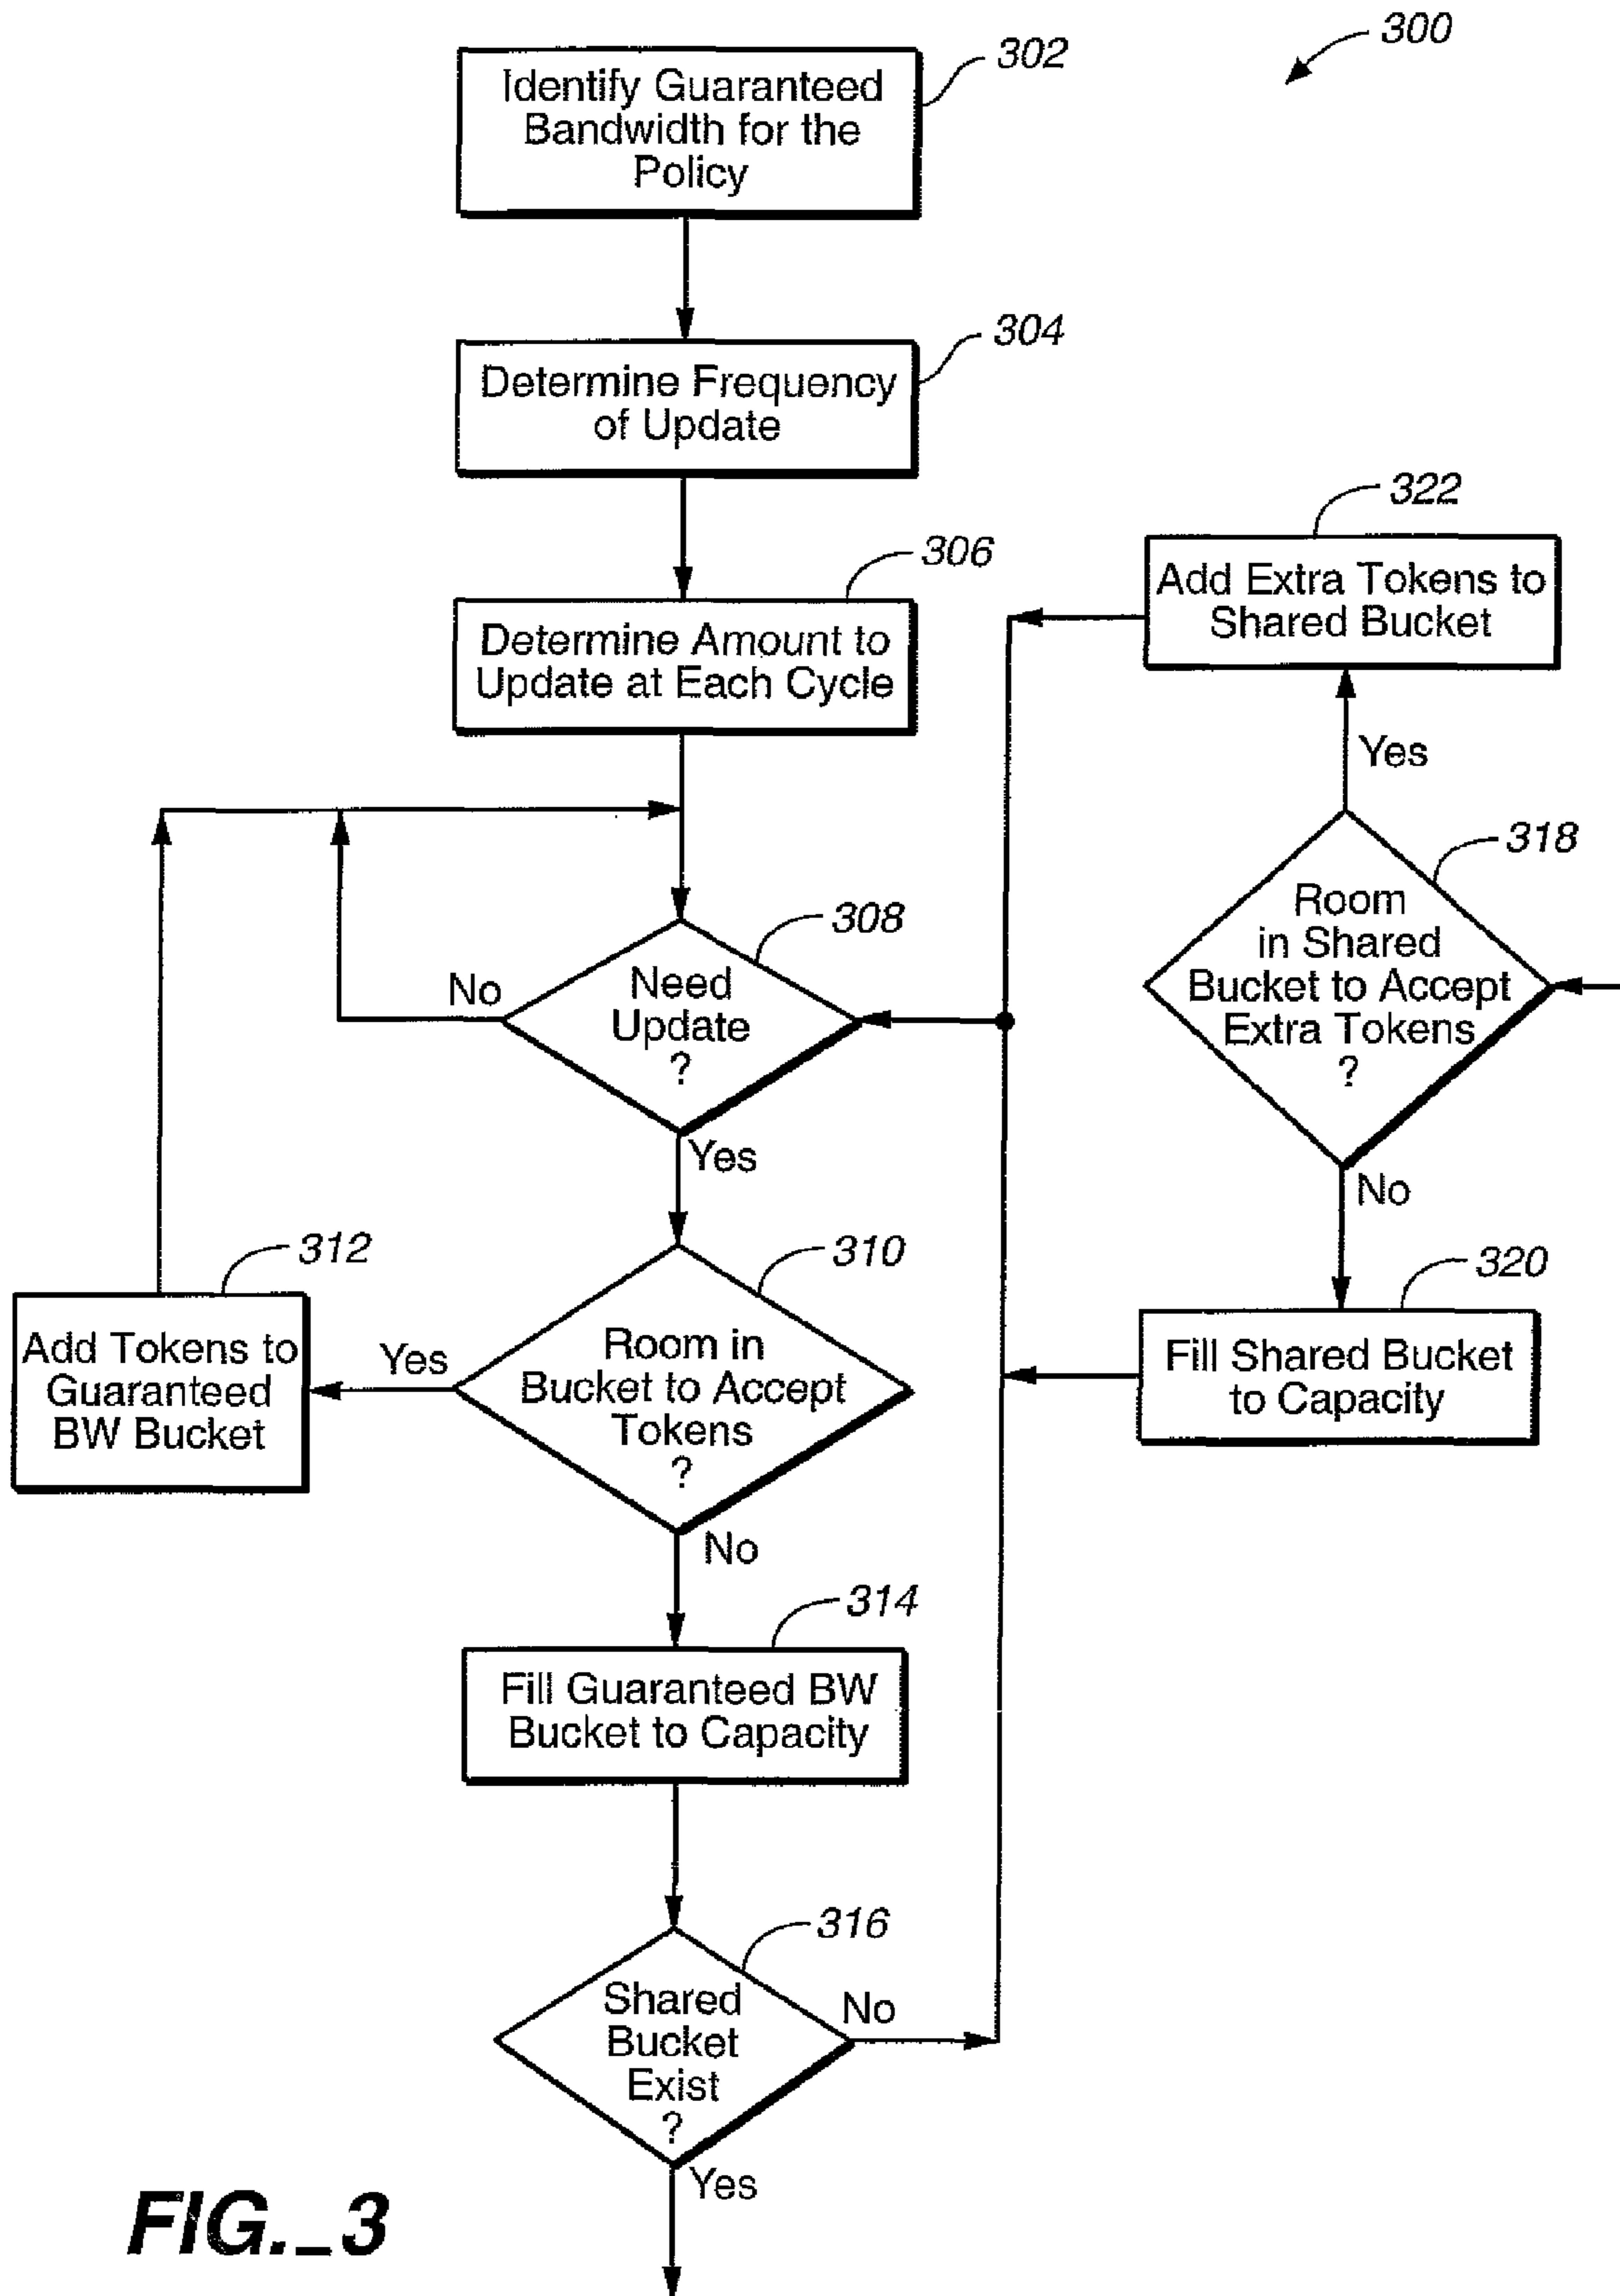 300
302
Identify Guaranteed
Bandwidth for the
Policy
304
Determine Frequency
of Update
306
Determine Amount to
Update at Each Cycle
308
No
Need
Update
?
Yes
310
Room in
Bucket to Accept
Tokens
?
Yes
No
312
Add Tokens to
Guaranteed
BW Bucket
314
Fill Guaranteed BW
Bucket to Capacity
316
Shared
Bucket
Exist
?
No
Yes
322
Add Extra Tokens to
Shared Bucket
Yes
318
Room
in Shared
Bucket to Accept
Extra Tokens
?
No
320
Fill Shared Bucket
to Capacity
FIG._3